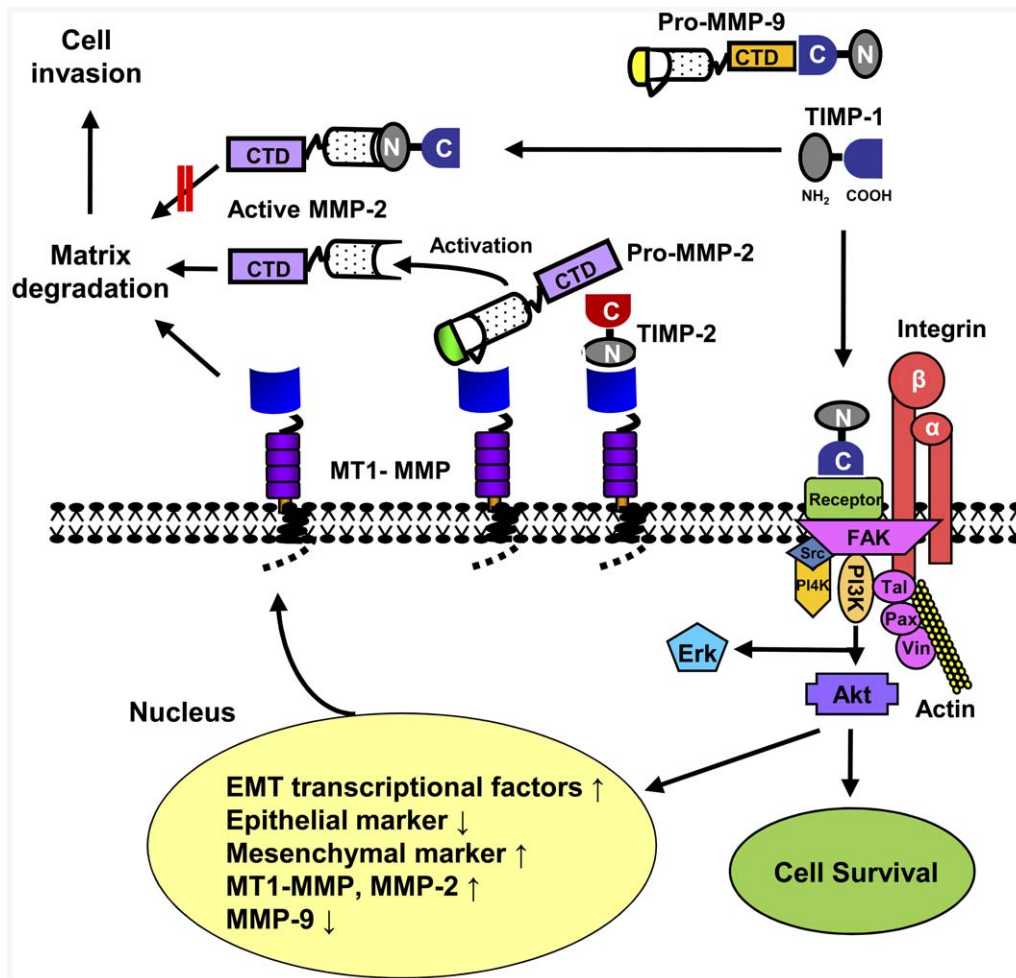 Cell
invasion
Pro-MMP-9
CTD
C
N
TIMP-1
NH₂
COOH
CTD
N
C
Active MMP-2
Matrix
degradation
CTD
Activation
CTD
Pro-MMP-2
C
N
TIMP-2
MT1- MMP
Integrin
β
α
N
C
Receptor
FAK
Src
PI4K
PI3K
Tal
Pax
Vin
Erk
Akt
Actin
Nucleus
EMT transcriptional factors ↑
Epithelial marker ↓
Mesenchymal marker ↑
MT1-MMP, MMP-2 ↑
MMP-9 ↓
Cell Survival